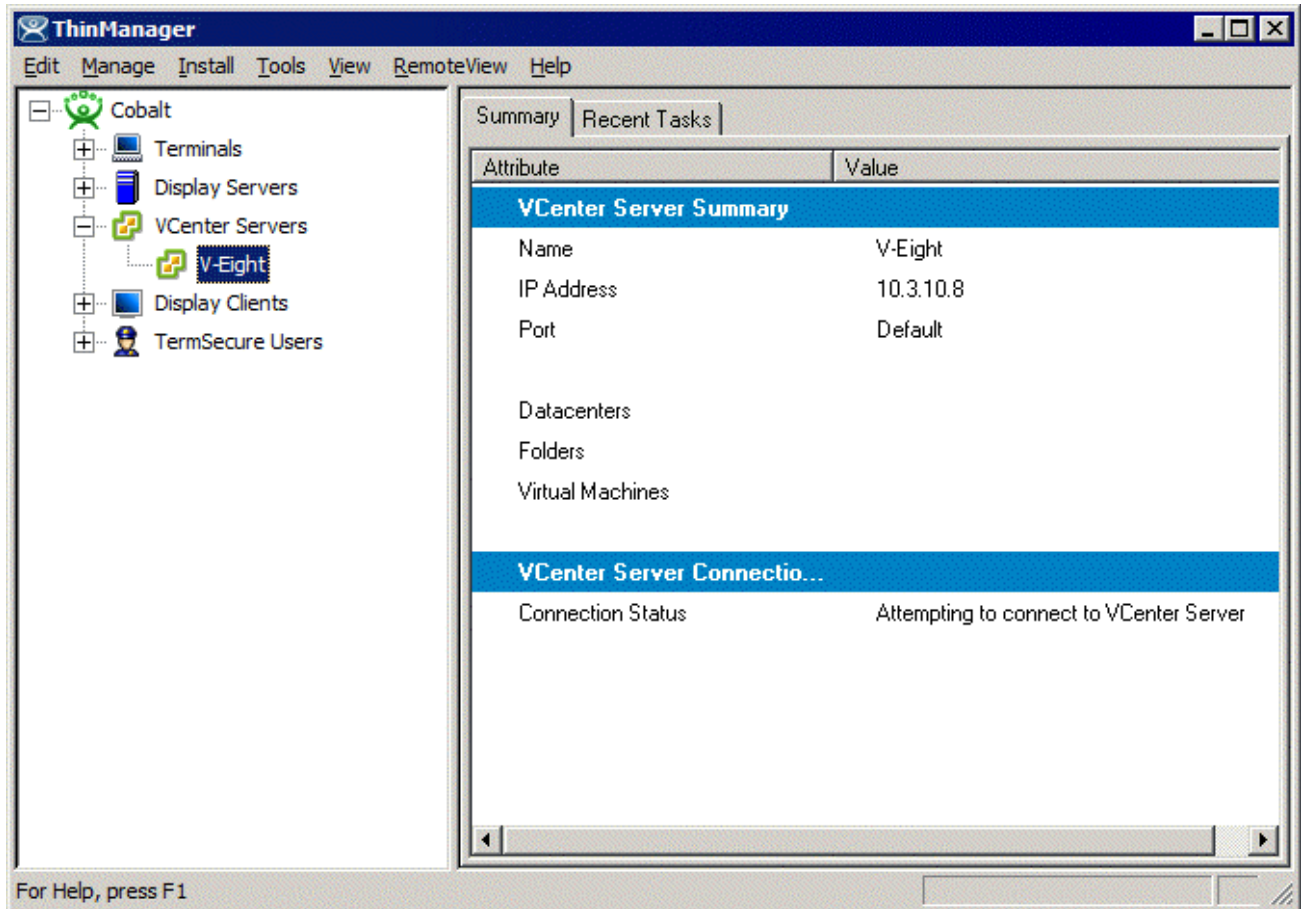 ThinManager
Edit Manage Install Tools View RemoteView Help
Cobalt
Terminals
Display Servers
VCenter Servers
V-Eight
Display Clients
TermSecure Users
Summary Recent Tasks
Attribute Value
VCenter Server Summary
Name V-Eight
IP Address 10.3.10.8
Port Default
Datacenters
Folders
Virtual Machines
VCenter Server Connectio...
Connection Status Attempting to connect to VCenter Server
For Help, press F1